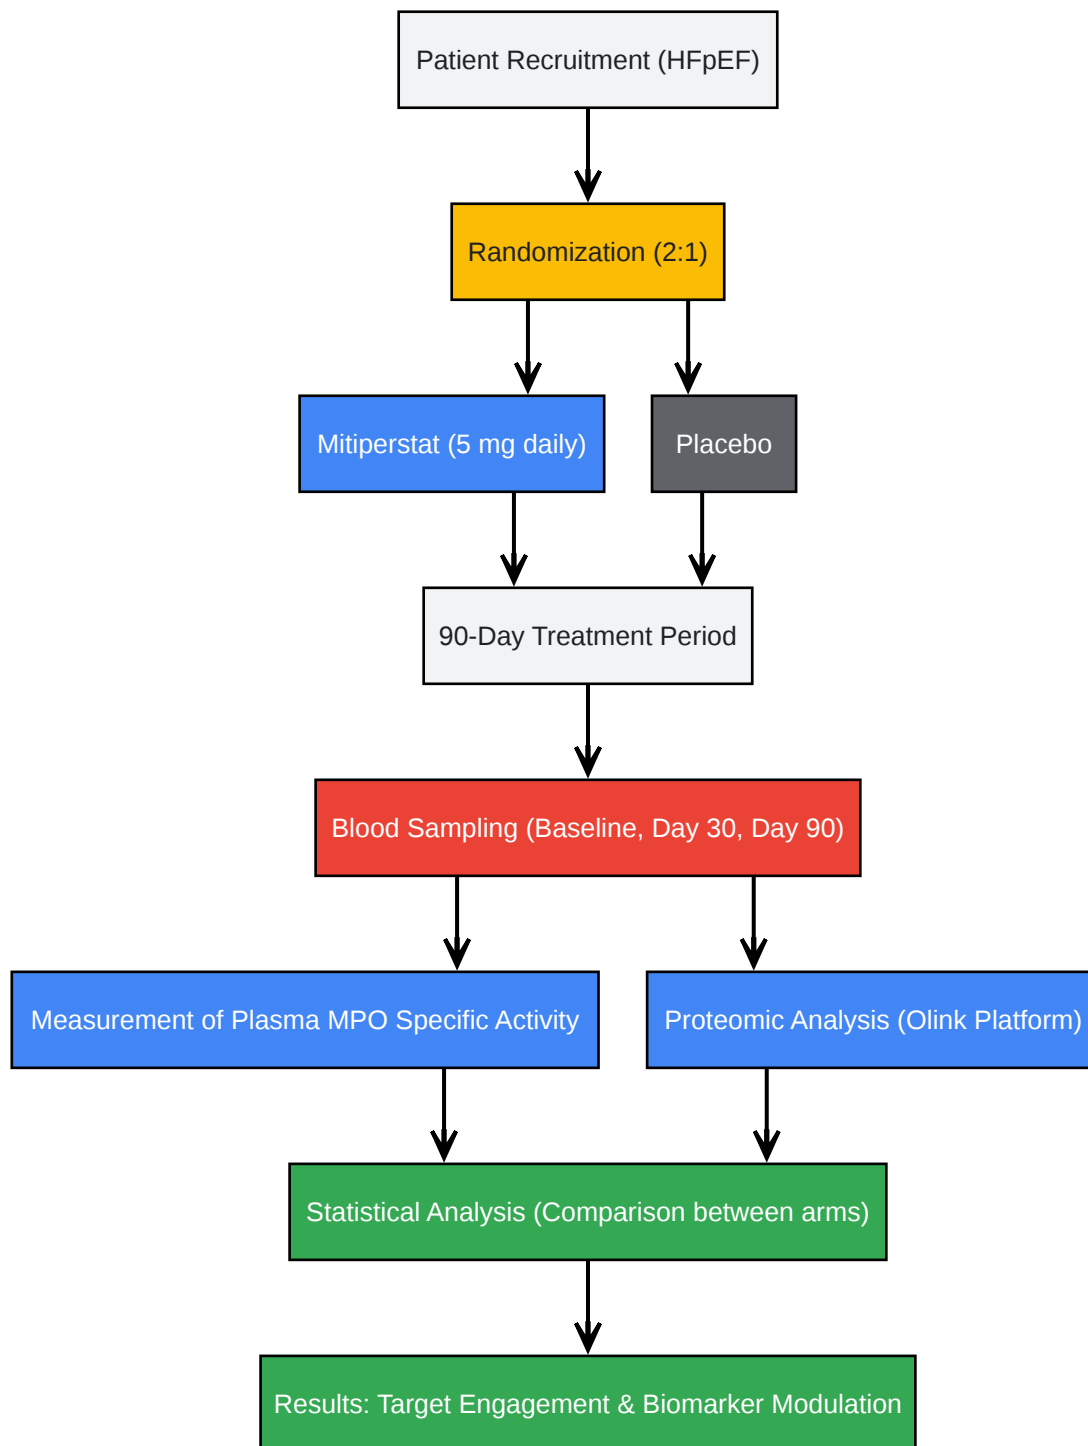 Patient Recruitment (HFpEF)
Randomization (2:1)
Mitiperstat (5 mg daily)
Placebo
90-Day Treatment Period
Blood Sampling (Baseline, Day 30, Day 90)
Measurement of Plasma MPO Specific Activity
Proteomic Analysis (Olink Platform)
Statistical Analysis (Comparison between arms)
Results: Target Engagement & Biomarker Modulation